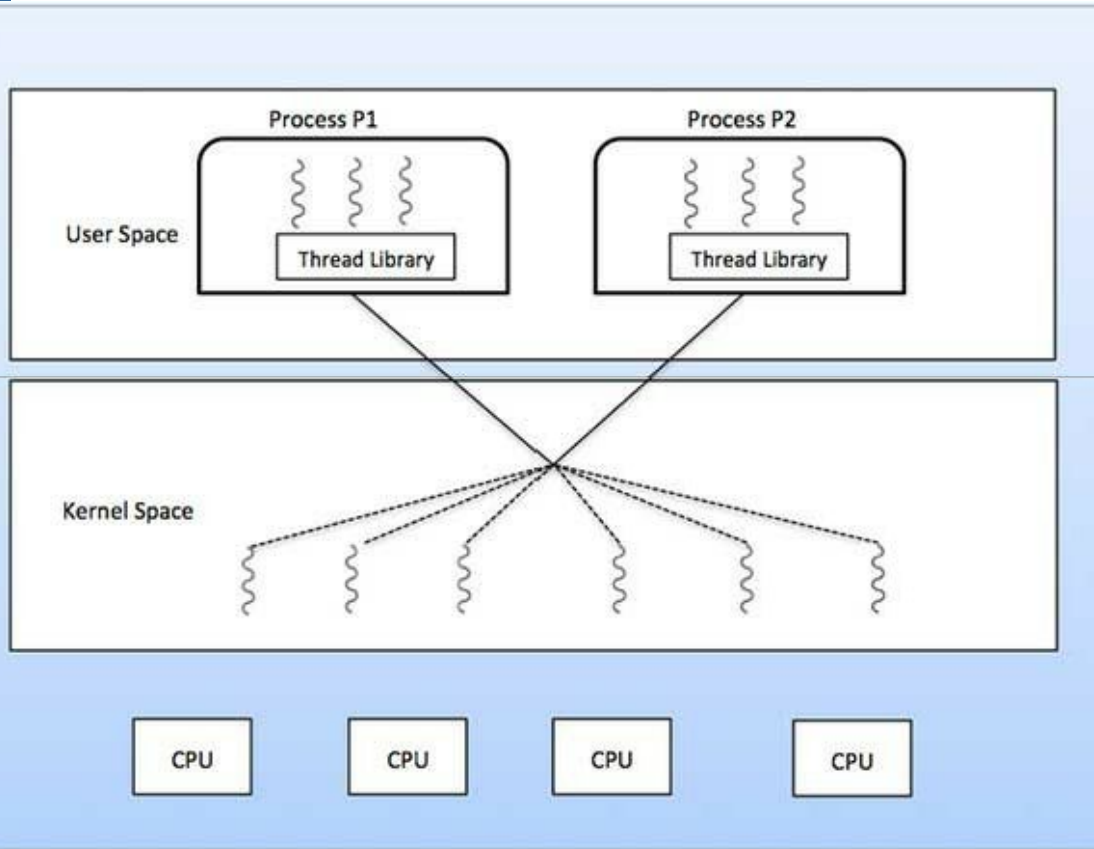 Process P1
Process P2
User Space
Thread Library
Thread Library
Kernel Space
CPU
CPU
CPU
CPU